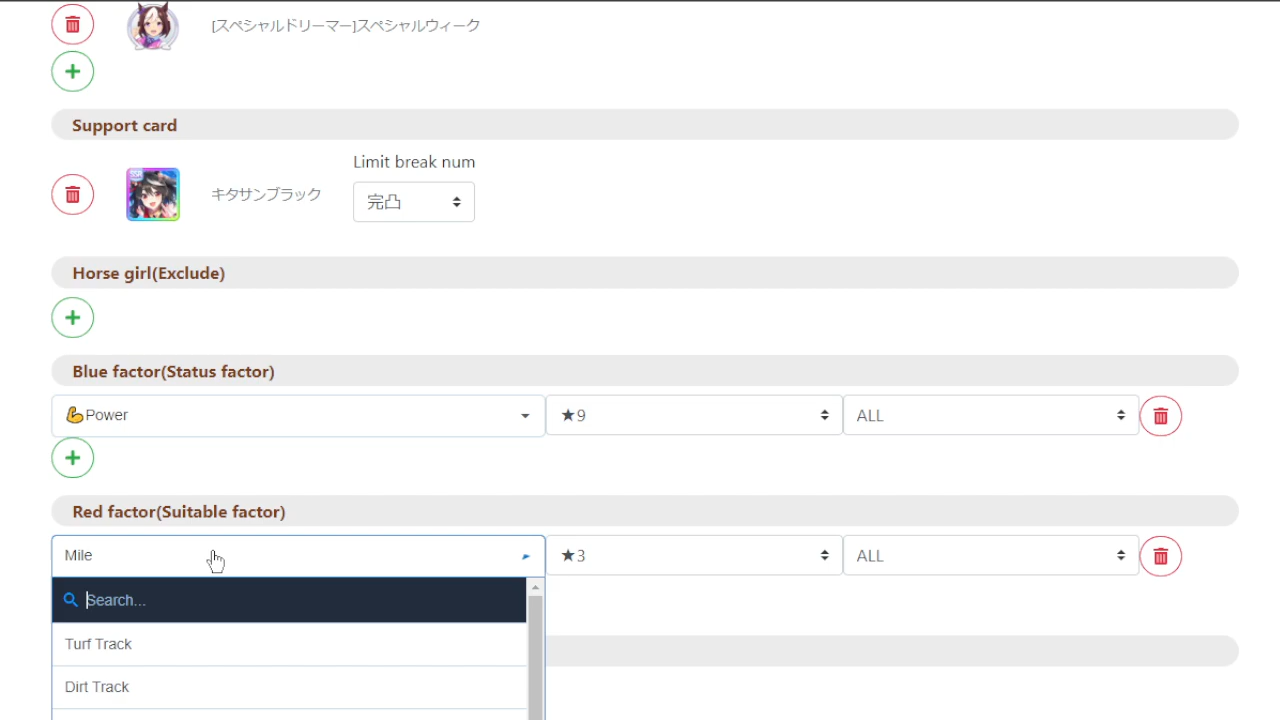 [スペシャルドリーマー]スペシャルウィーク
Support card
Limit break num
SSR
キタサンブラック
完凸
Horse girl(Exclude)
Blue factor(Status factor)
Power
★9
ALL
Red factor(Suitable factor)
Mile
★3
ALL
Search...
Turf Track
Dirt Track